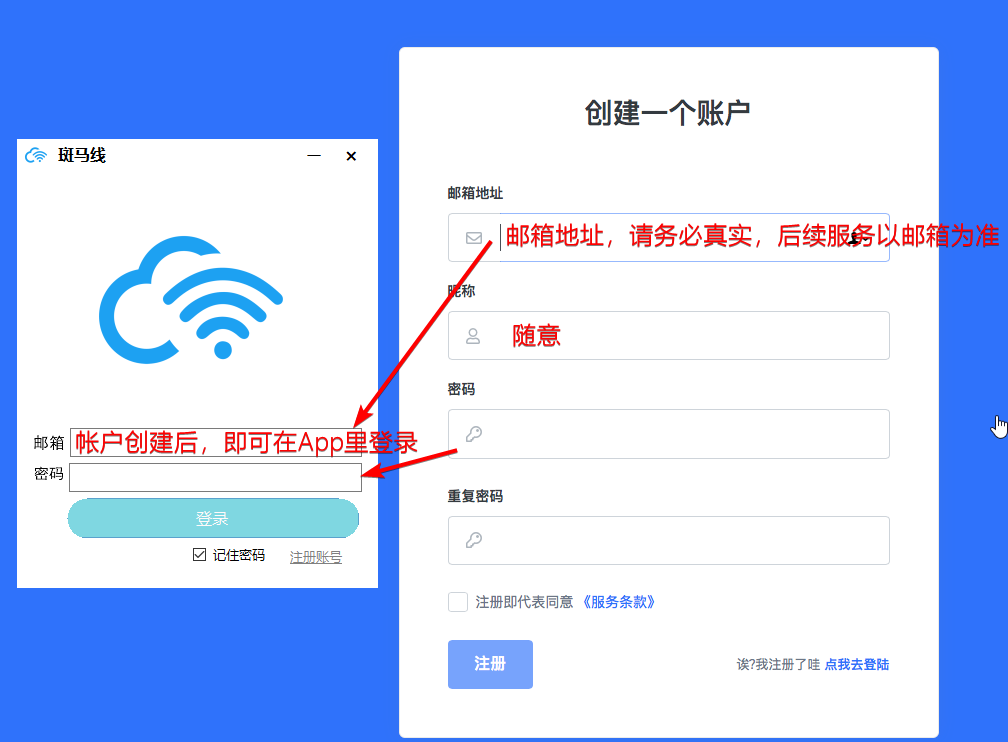 斑马线
邮箱 帐户创建后，即可在App里登录
密码
登录
记住密码 注册账号
创建一个账户
邮箱地址
邮箱地址，请务必真实，后续服务以邮箱为准
昵称
随意
密码
重复密码
注册即代表同意 《服务条款》
注册
诶?我注册了哇 点我去登陆